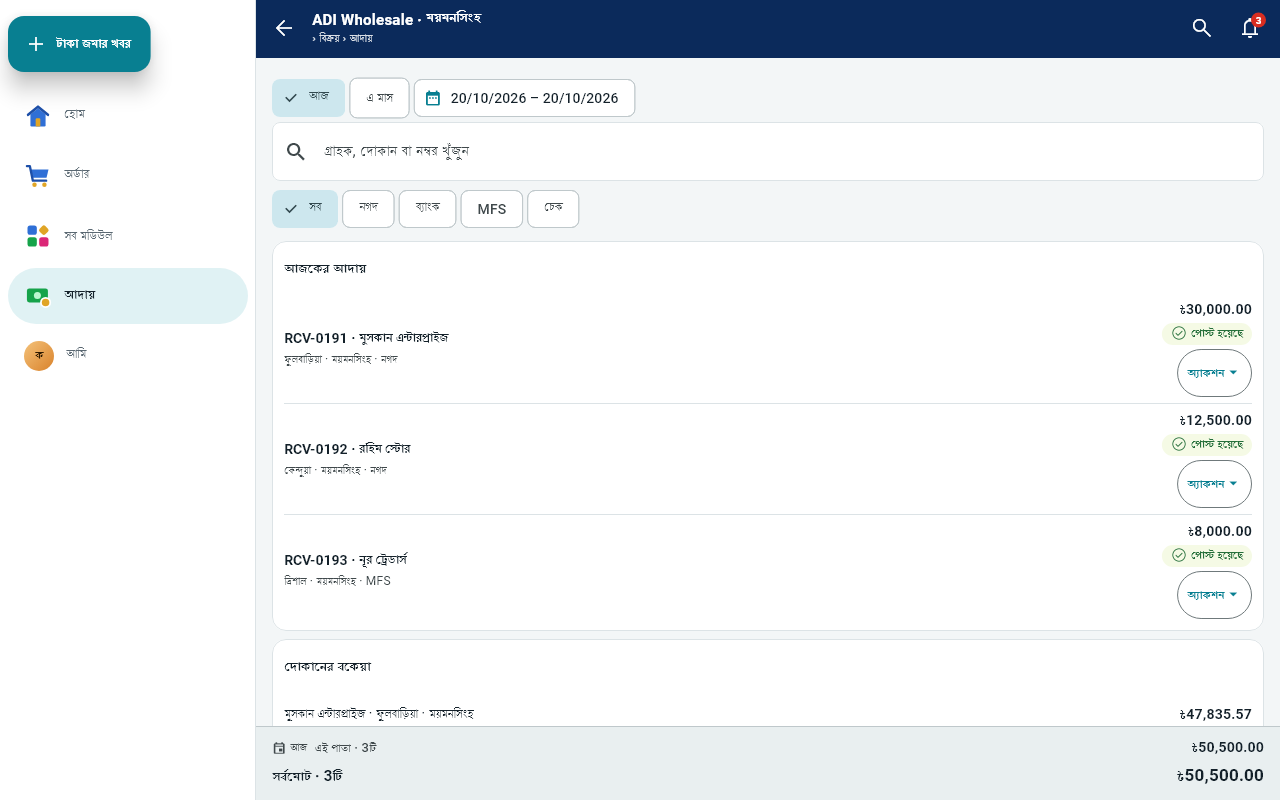 টাকা জমার খবর
হোম
অর্ডার
সব মডিউল
আদায়
ক
আমি
ADI Wholesale · ময়মনসিংহ
› বিক্রয় › আদায়
3
আজ
এ মাস
20/10/2026 – 20/10/2026
গ্রাহক, দোকান বা নম্বর খুঁজুন
সব
নগদ
ব্যাংক
MFS
চেক
আজকের আদায়
RCV-0191 · মুসকান এন্টারপ্রাইজ
ফুলবাড়িয়া · ময়মনসিংহ · নগদ
৳30,000.00
পোস্ট হয়েছে
অ্যাকশন
RCV-0192 · রহিম স্টোর
কেন্দুয়া · ময়মনসিংহ · নগদ
৳12,500.00
পোস্ট হয়েছে
অ্যাকশন
RCV-0193 · নূর ট্রেডার্স
ত্রিশাল · ময়মনসিংহ · MFS
৳8,000.00
পোস্ট হয়েছে
অ্যাকশন
দোকানের বকেয়া
মুসকান এন্টারপ্রাইজ · ফুলবাড়িয়া · ময়মনসিংহ
৳47,835.57
আজ এই পাতা · 3টি
৳50,500.00
সর্বমোট · 3টি
৳50,500.00